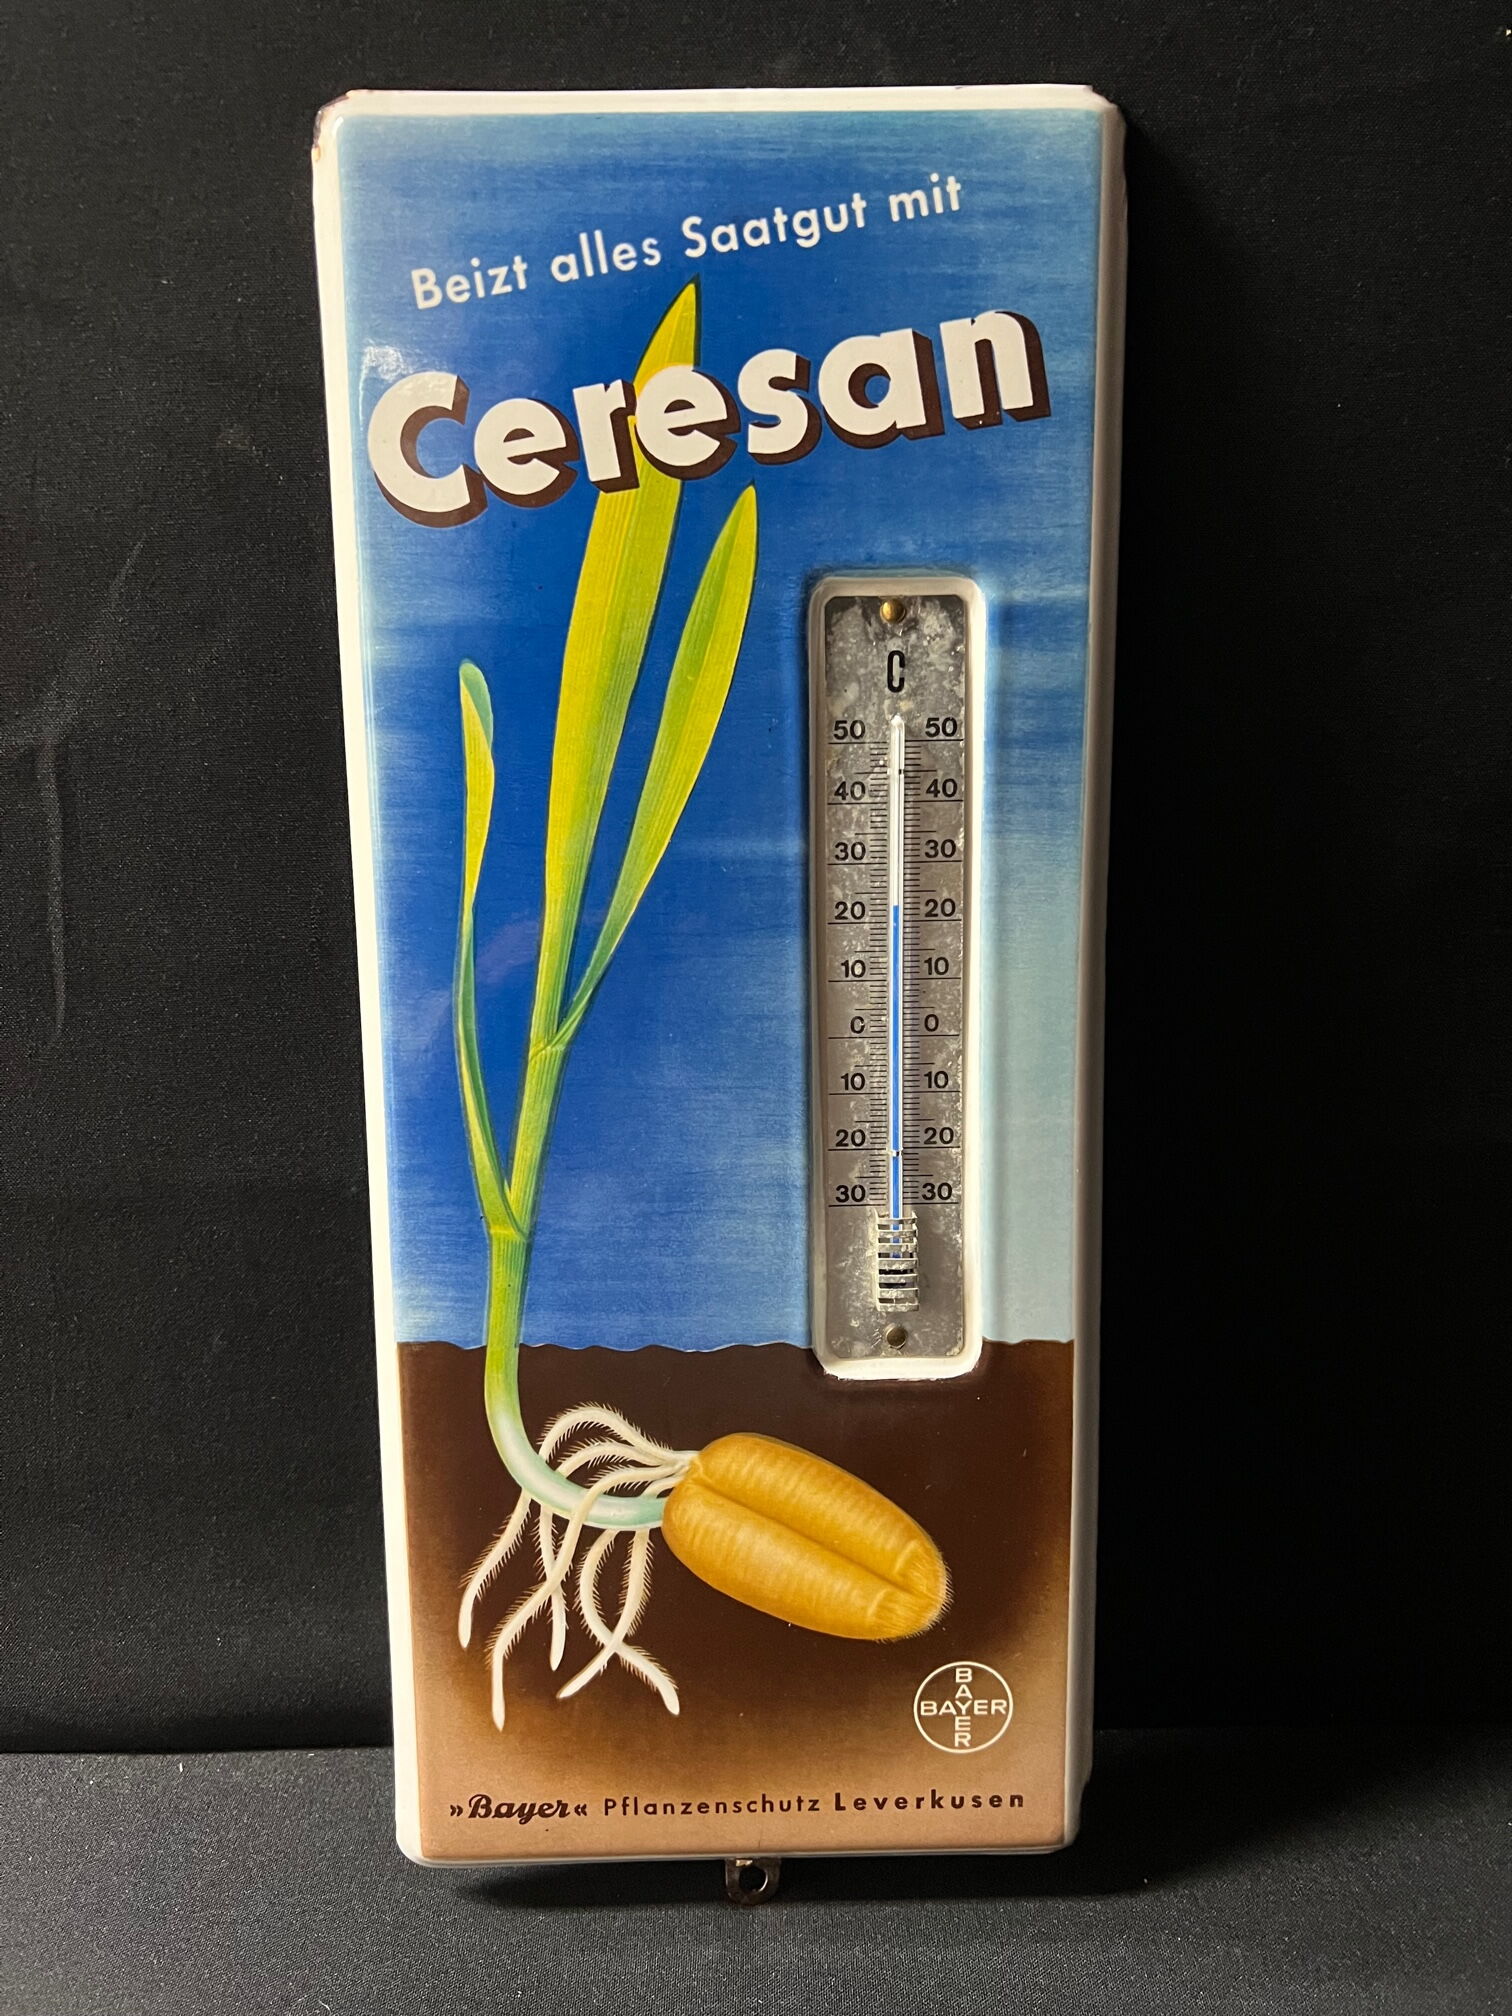 Beizt alles Saatgut mit
Ceresan
C
50 50
40 40
30 30
20 20
10 10
0 0
10 10
20 20
30 30
BAYER
BAYER
»Bayer« Pflanzenschutz Leverkusen